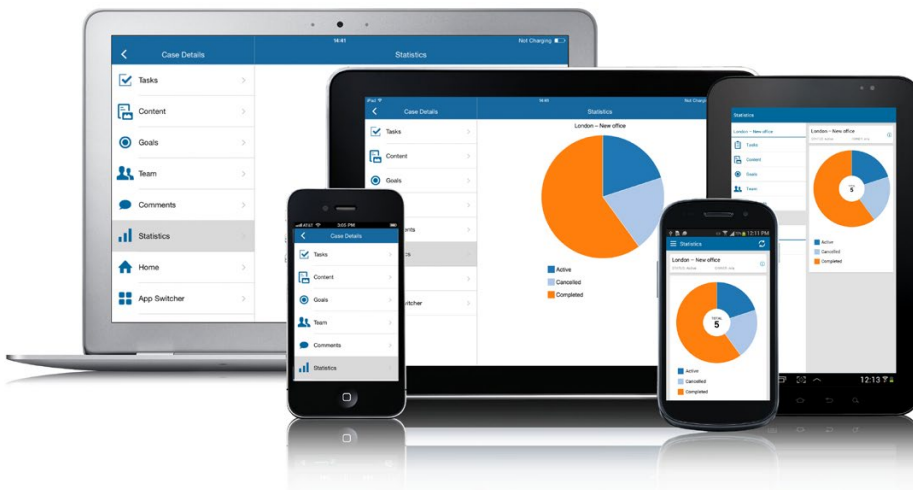 14:41
Not Charging
Case Details
Statistics
Tasks
Content
Goals
Team
Comments
Statistics
Home
App Switcher
iPad
14:41
Case Details
Statistics
Tasks
Content
Goals
London – New office
Active
Cancelled
Completed
AT&T
3:05 PM
Case Details
Tasks
Content
Goals
Team
Comments
Statistics
12:11 PM
Statistics
London – New office
TOTAL
5
Active
Cancelled
Completed
Statistics
London – New office
Tasks
Content
Goals
Team
London – New office
5
Active
Cancelled
Completed
12:13